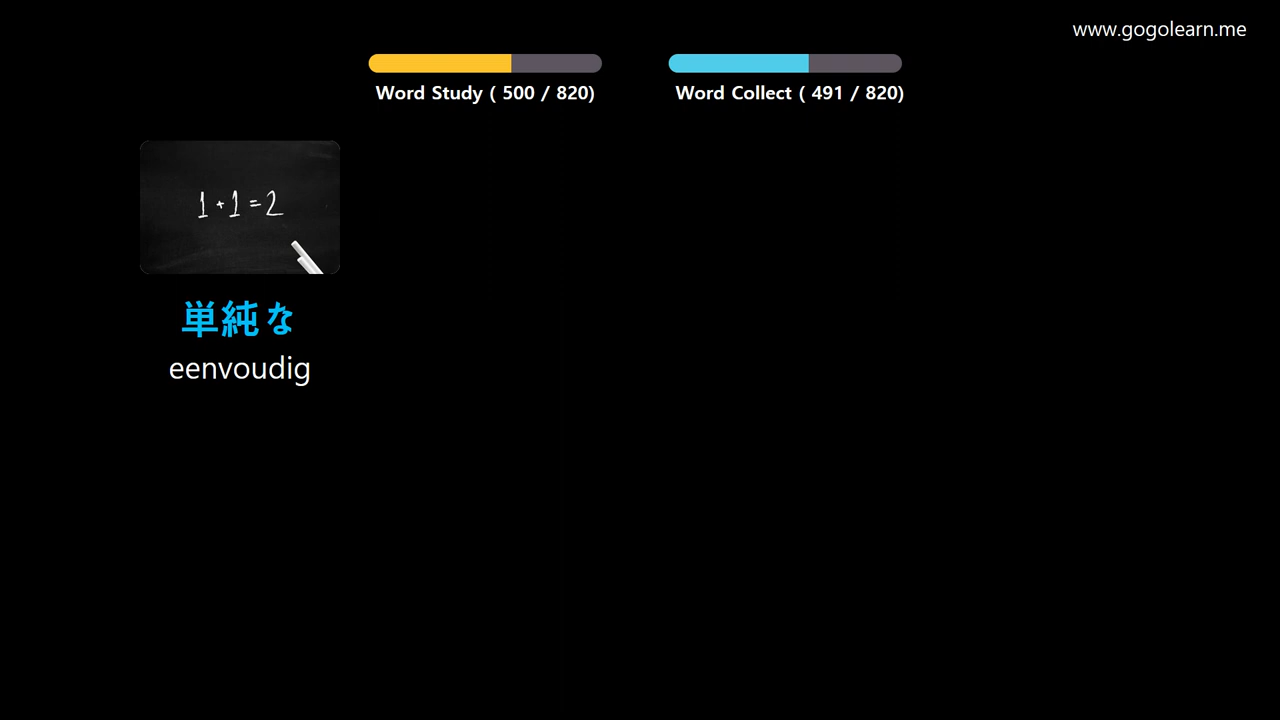 www.gogolearn.me
Word Study ( 500 / 820)
Word Collect ( 491 / 820)
1+1=2
単純な
eenvoudig